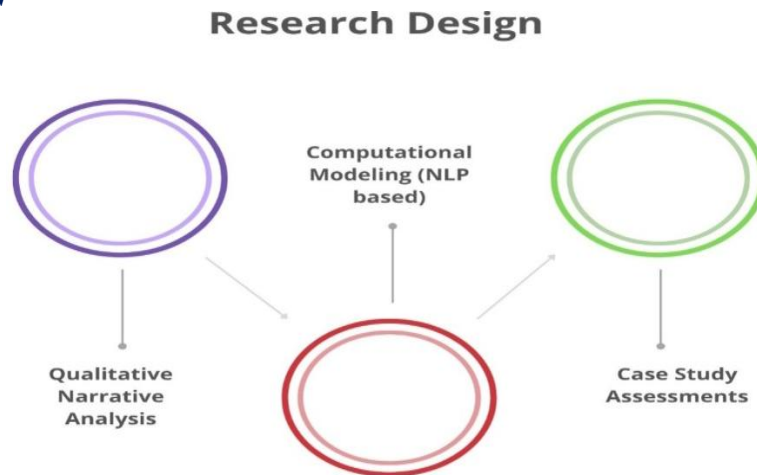 Research Design
Computational
Modeling (NLP
based)
Qualitative
Narrative
Analysis
Case Study
Assessments